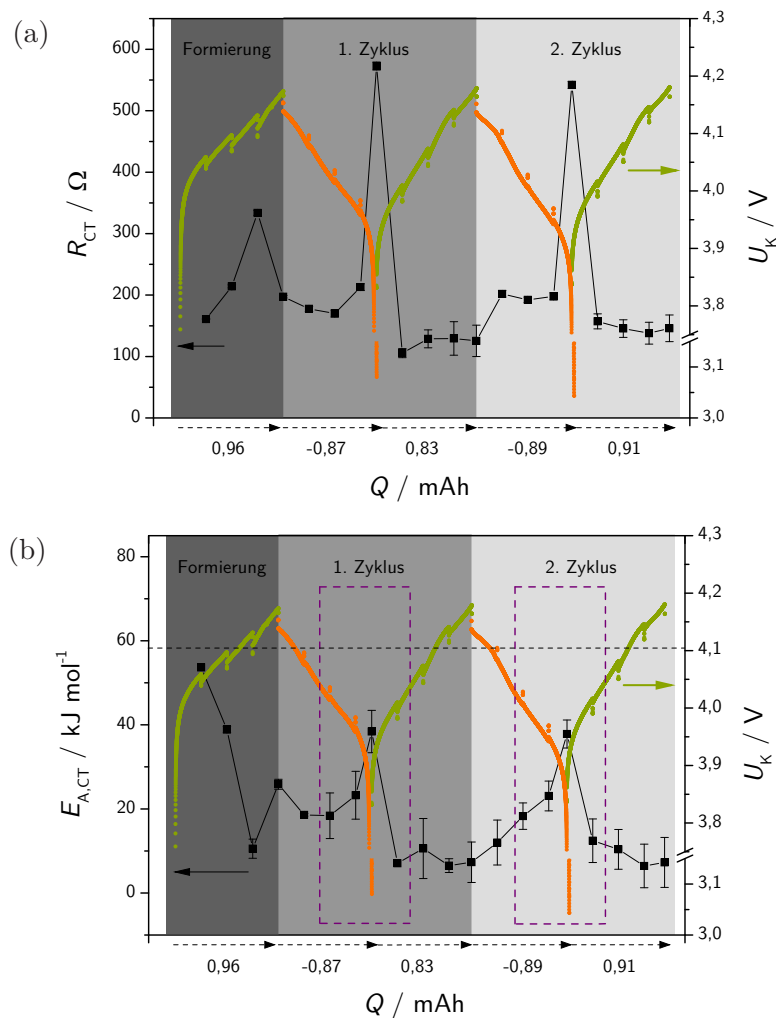 (a)
Formierung 1. Zyklus 2. Zyklus
600
500
400
300
200
100
0
R_CT / Ω
4,3
4,2
4,1
4,0
3,9
3,8
3,1
3,0
U_K / V
0,96 -0,87 0,83 -0,89 0,91
Q / mAh
(b)
Formierung 1. Zyklus 2. Zyklus
80
60
40
20
0
E_A,CT / kJ mol⁻¹
4,3
4,2
4,1
4,0
3,9
3,8
3,1
3,0
U_K / V
0,96 -0,87 0,83 -0,89 0,91
Q / mAh